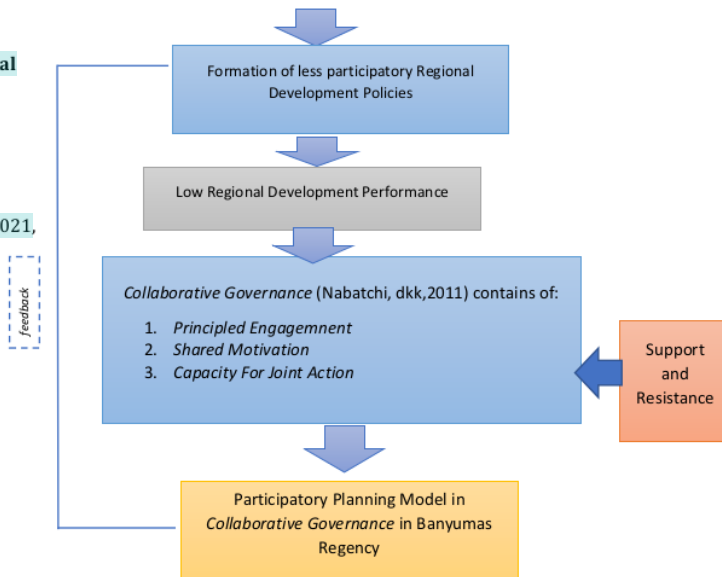 al
Formation of less participatory Regional
Development Policies
Low Regional Development Performance
021,
feedback
Collaborative Governance (Nabatchi, dkk,2011) contains of:
1. Principled Engagemnent
2. Shared Motivation
3. Capacity For Joint Action
Support
and
Resistance
Participatory Planning Model in
Collaborative Governance in Banyumas
Regency